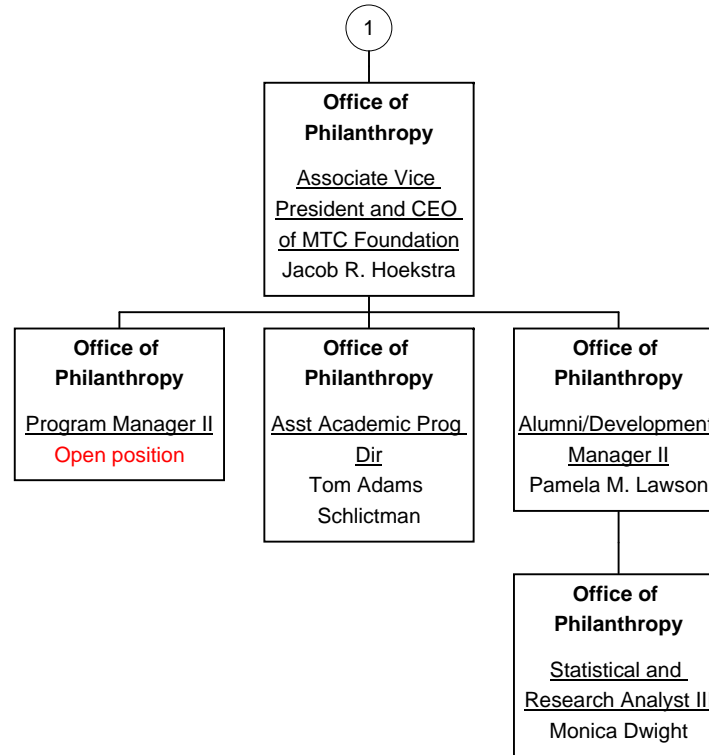 1
Office of
Philanthropy
Associate Vice
President and CEO
of MTC Foundation
Jacob R. Hoekstra
Office of
Philanthropy
Program Manager II
Open position
Office of
Philanthropy
Asst Academic Prog
Dir
Tom Adams
Schlictman
Office of
Philanthropy
Alumni/Development
Manager II
Pamela M. Lawson
Office of
Philanthropy
Statistical and
Research Analyst II
Monica Dwight